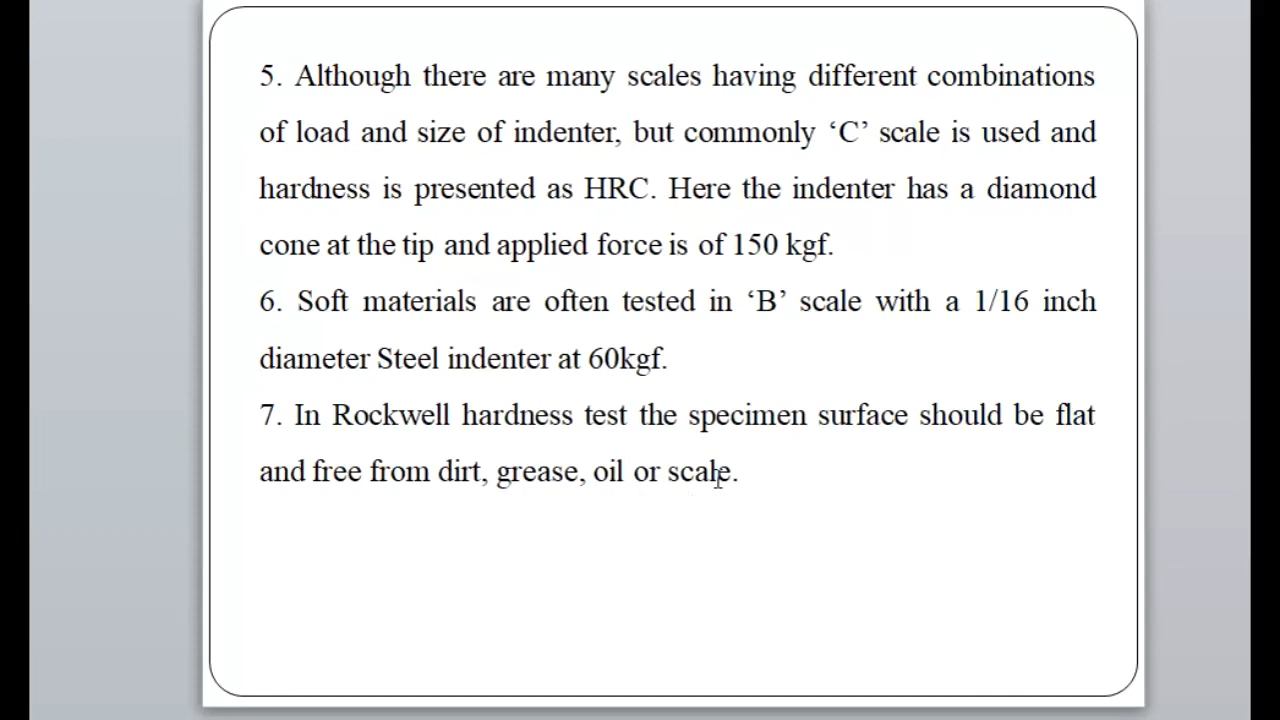 5. Although there are many scales having different combinations
of load and size of indenter, but commonly ‘C’ scale is used and
hardness is presented as HRC. Here the indenter has a diamond
cone at the tip and applied force is of 150 kgf.
6. Soft materials are often tested in ‘B’ scale with a 1/16 inch
diameter Steel indenter at 60kgf.
7. In Rockwell hardness test the specimen surface should be flat
and free from dirt, grease, oil or scale.